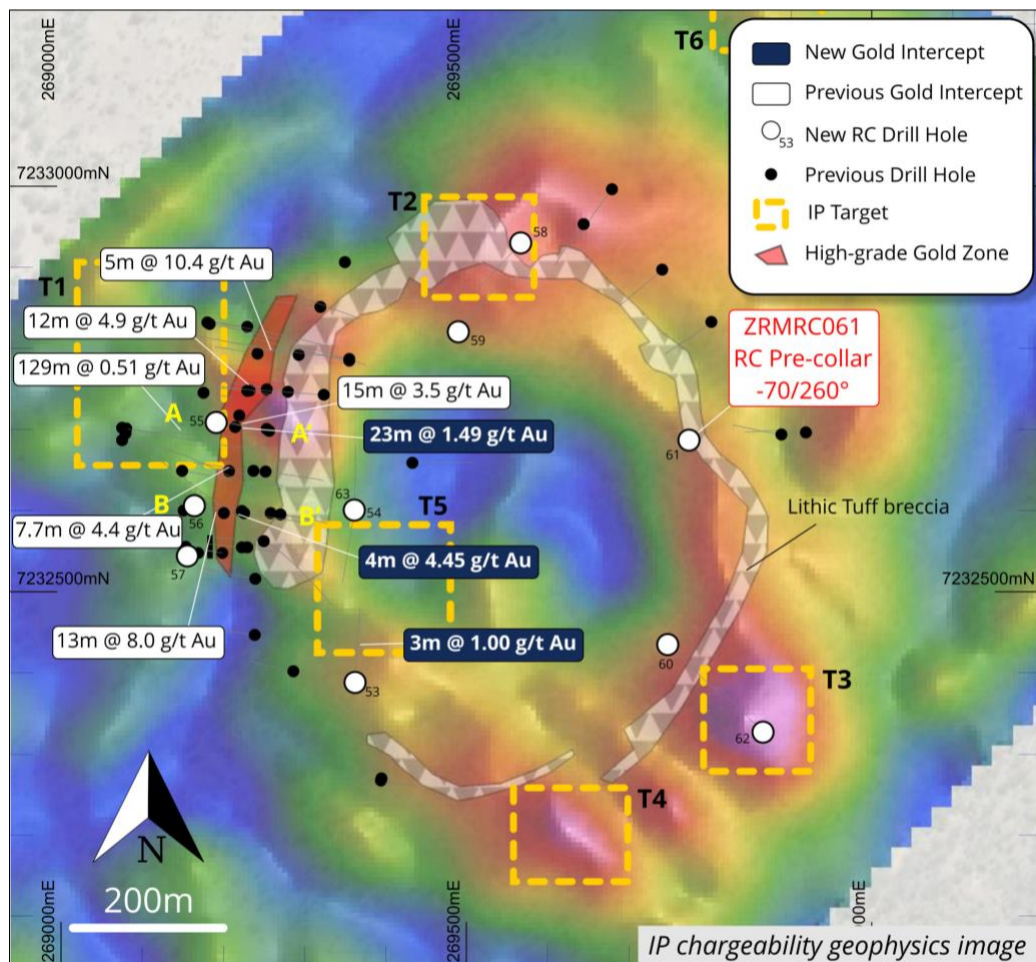 269000mE
269500mE
T6
New Gold Intercept
Previous Gold Intercept
53
New RC Drill Hole
Previous Drill Hole
IP Target
High-grade Gold Zone
7233000mN
T2
58
5m @ 10.4 g/t Au
T1
12m @ 4.9 g/t Au
59
ZRMRC061
RC Pre-collar
-70/260°
129m @ 0.51 g/t Au
15m @ 3.5 g/t Au
A
55
A'
23m @ 1.49 g/t Au
61
63
54
T5
Lithic Tuff breccia
B
56
B'
7.7m @ 4.4 g/t Au
4m @ 4.45 g/t Au
57
7232500mN
7232500mN
13m @ 8.0 g/t Au
3m @ 1.00 g/t Au
60
53
T3
62
T4
N
200m
269000mE
269500mE
IP chargeability geophysics image